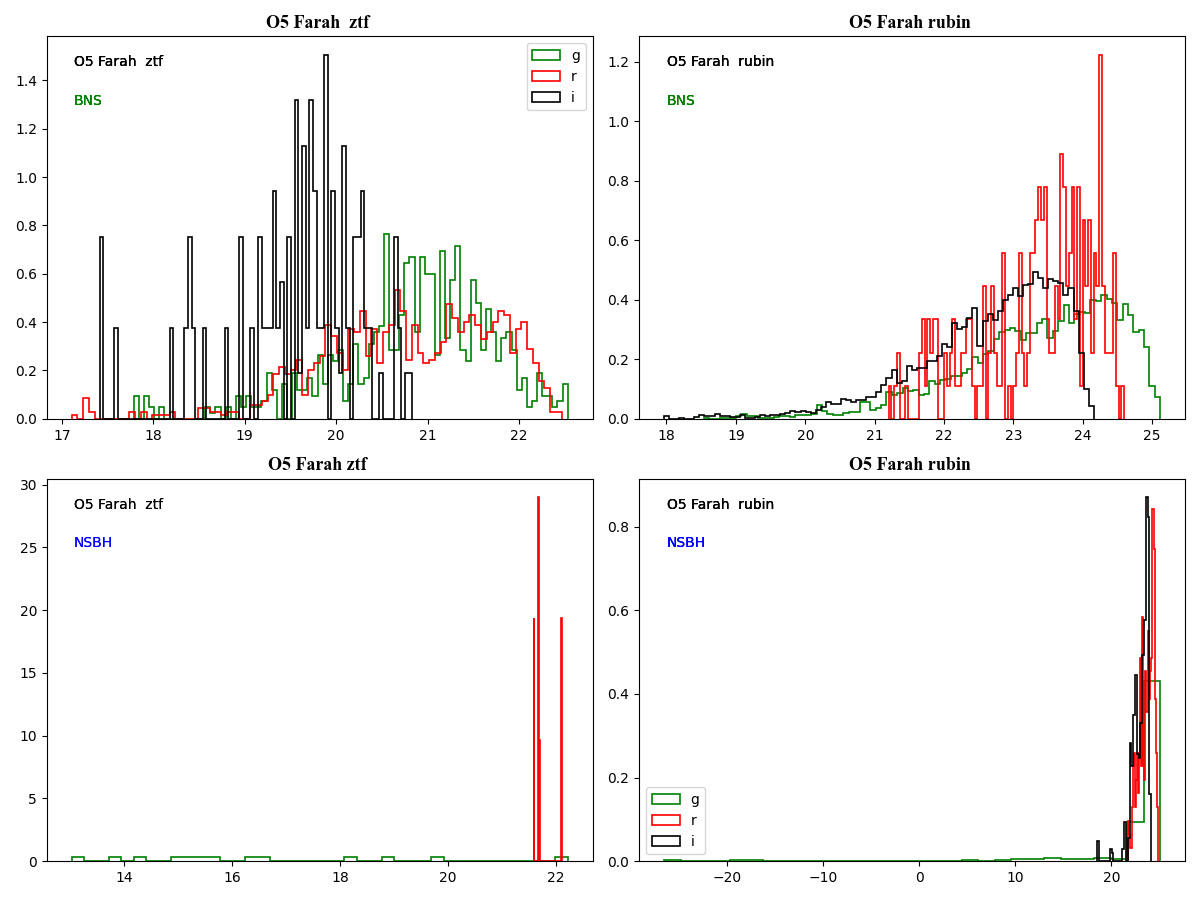 O5 Farah  ztf
O5 Farah  ztf
BNS
g
r
i
0.0
0.2
0.4
0.6
0.8
1.0
1.2
1.4
17
18
19
20
21
22
O5 Farah rubin
O5 Farah  rubin
BNS
0.0
0.2
0.4
0.6
0.8
1.0
1.2
18
19
20
21
22
23
24
25
O5 Farah ztf
O5 Farah  ztf
NSBH
0
5
10
15
20
25
30
14
16
18
20
22
O5 Farah rubin
O5 Farah  rubin
NSBH
g
r
i
0.0
0.2
0.4
0.6
0.8
−20
−10
0
10
20